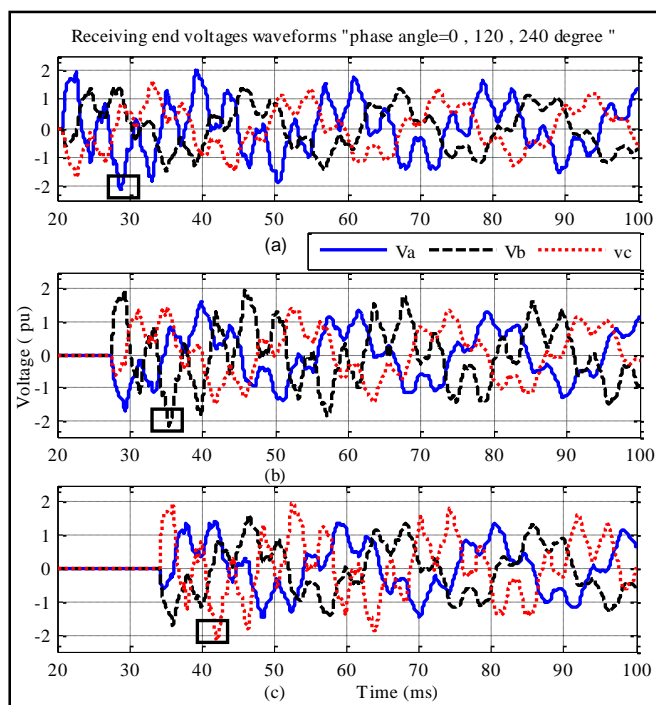 Receiving end voltages waveforms "phase angle=0 , 120 , 240 degree "
2
1
0
-1
-2
20 30 40 50 60 70 80 90 100
(a)
Va Vb vc
Voltage ( pu)
2
1
0
-1
-2
20 30 40 50 60 70 80 90 100
(b)
2
1
0
-1
-2
20 30 40 50 60 70 80 90 100
(c) Time (ms)